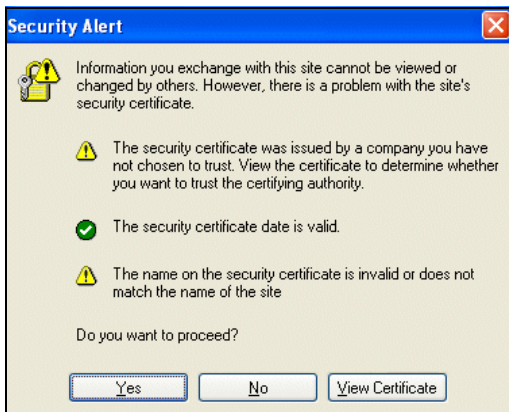 Security Alert
Information you exchange with this site cannot be viewed or
changed by others. However, there is a problem with the site's
security certificate.
The security certificate was issued by a company you have
not chosen to trust. View the certificate to determine whether
you want to trust the certifying authority.
The security certificate date is valid.
The name on the security certificate is invalid or does not
match the name of the site
Do you want to proceed?
Yes
No
View Certificate